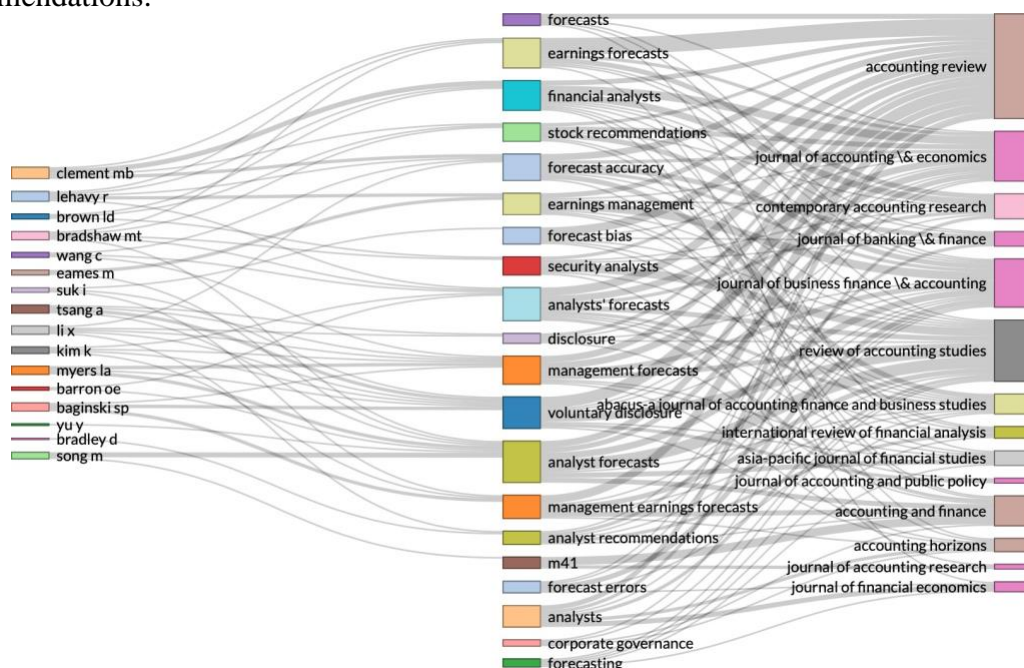 mendations.
clement mb
lehavy r
brown ld
bradshaw mt
wang c
eames m
suk i
tsang a
li x
kim k
myers la
barron oe
baginski sp
yu y
bradley d
song m
forecasts
earnings forecasts
financial analysts
stock recommendations
forecast accuracy
earnings management
forecast bias
security analysts
analysts' forecasts
disclosure
management forecasts
voluntary disclosure
analyst forecasts
management earnings forecasts
analyst recommendations
m41
forecast errors
analysts
corporate governance
forecasting
accounting review
journal of accounting \& economics
contemporary accounting research
journal of banking \& finance
journal of business finance \& accounting
review of accounting studies
abacus-a journal of accounting finance and business studies
international review of financial analysis
asia-pacific journal of financial studies
journal of accounting and public policy
accounting and finance
accounting horizons
journal of accounting research
journal of financial economics